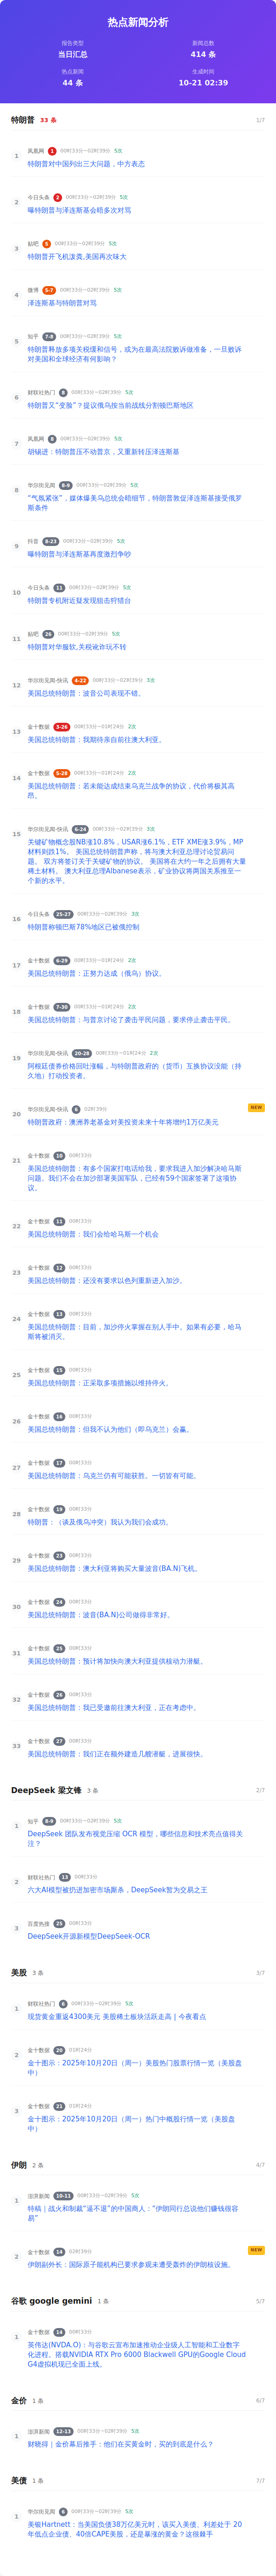 热点新闻分析
报告类型
当日汇总
新闻总数
414 条
热点新闻
44 条
生成时间
10-21 02:39
特朗普 33 条 1/7
1 凤凰网 1 00时33分~02时39分 5次
特朗普对中国列出三大问题，中方表态
2 今日头条 2 00时33分~02时39分 5次
曝特朗普与泽连斯基会晤多次对骂
3 贴吧 5 00时33分~02时39分 5次
特朗普开飞机泼粪,美国再次味大
4 微博 5-7 00时33分~02时39分 5次
泽连斯基与特朗普对骂
5 知乎 7-8 00时33分~02时39分 5次
特朗普释放多项关税缓和信号，或为在最高法院败诉做准备，一旦败诉
对美国和全球经济有何影响？
6 财联社热门 8 00时33分~02时39分 5次
特朗普又“变脸”？提议俄乌按当前战线分割顿巴斯地区
7 凤凰网 8 00时33分~02时39分 5次
胡锡进：特朗普压不动普京，又重新转压泽连斯基
8 华尔街见闻 8-9 00时33分~02时39分 5次
“气氛紧张”，媒体爆美乌总统会晤细节，特朗普敦促泽连斯基接受俄罗
斯条件
9 抖音 8-23 00时33分~02时39分 5次
曝特朗普与泽连斯基再度激烈争吵
10 今日头条 11 00时33分~02时39分 5次
特朗普专机附近疑发现狙击狩猎台
11 贴吧 26 00时33分~02时39分 5次
特朗普对华服软,关税讹诈玩不转
12 华尔街见闻-快讯 4-22 00时33分~02时39分 3次
美国总统特朗普：波音公司表现不错。
13 金十数据 3-26 00时33分~01时24分 2次
美国总统特朗普：我期待亲自前往澳大利亚。
14 金十数据 5-28 00时33分~01时24分 2次
美国总统特朗普：若未能达成结束乌克兰战争的协议，代价将极其高
昂。
15 华尔街见闻-快讯 6-24 00时33分~02时39分 3次
关键矿物概念股NB涨10.8%，USAR涨6.1%，ETF XME涨3.9%，MP
材料则跌1%。 美国总统特朗普声称，将与澳大利亚总理讨论贸易问
题。 双方将签订关于关键矿物的协议。 美国将在大约一年之后拥有大量
稀土材料。 澳大利亚总理Albanese表示，矿业协议将两国关系推至一
个新的水平。
16 今日头条 25-27 00时33分~02时39分 3次
特朗普称顿巴斯78%地区已被俄控制
17 金十数据 6-29 00时33分~01时24分 2次
美国总统特朗普：正努力达成（俄乌）协议。
18 金十数据 7-30 00时33分~01时24分 2次
美国总统特朗普：与普京讨论了袭击平民问题，要求停止袭击平民。
19 华尔街见闻-快讯 20-28 00时33分~01时24分 2次
阿根廷债券价格回吐涨幅，与特朗普政府的（货币）互换协议没能（持
久地）打动投资者。
20 华尔街见闻-快讯 6 02时39分 NEW
特朗普政府：澳洲养老基金对美投资未来十年将增约1万亿美元
21 金十数据 10 00时33分
美国总统特朗普：有多个国家打电话给我，要求我进入加沙解决哈马斯
问题。我们不会在加沙部署美国军队，已经有59个国家签署了这项协
议。
22 金十数据 11 00时33分
美国总统特朗普：我们会给哈马斯一个机会
23 金十数据 12 00时33分
美国总统特朗普：还没有要求以色列重新进入加沙。
24 金十数据 13 00时33分
美国总统特朗普：目前，加沙停火掌握在别人手中。如果有必要，哈马
斯将被消灭。
25 金十数据 15 00时33分
美国总统特朗普：正采取多项措施以维持停火。
26 金十数据 16 00时33分
美国总统特朗普：但我不认为他们（即乌克兰）会赢。
27 金十数据 17 00时33分
美国总统特朗普：乌克兰仍有可能获胜。一切皆有可能。
28 金十数据 19 00时33分
特朗普：（谈及俄乌冲突）我认为我们会成功。
29 金十数据 23 00时33分
美国总统特朗普：澳大利亚将购买大量波音(BA.N)飞机。
30 金十数据 24 00时33分
美国总统特朗普：波音(BA.N)公司做得非常好。
31 金十数据 25 00时33分
美国总统特朗普：预计将加快向澳大利亚提供核动力潜艇。
32 金十数据 26 00时33分
美国总统特朗普：我已受邀前往澳大利亚，正在考虑中。
33 金十数据 27 00时33分
美国总统特朗普：我们正在额外建造几艘潜艇，进展很快。
DeepSeek 梁文锋 3 条 2/7
1 知乎 8-9 00时33分~02时39分 5次
DeepSeek 团队发布视觉压缩 OCR 模型，哪些信息和技术亮点值得关
注？
2 财联社热门 13 00时33分
六大AI模型被扔进加密市场厮杀，DeepSeek暂为交易之王
3 百度热搜 25 00时33分
DeepSeek开源新模型DeepSeek-OCR
美股 3 条 3/7
1 财联社热门 6 00时33分~02时39分 5次
现货黄金重返4300美元 美股稀土板块活跃走高 | 今夜看点
2 金十数据 20 01时24分
金十图示：2025年10月20日（周一）美股热门股票行情一览（美股盘
中）
3 金十数据 21 01时24分
金十图示：2025年10月20日（周一）热门中概股行情一览（美股盘
中）
伊朗 2 条 4/7
1 澎湃新闻 10-11 00时33分~02时39分 5次
特稿｜战火和制裁“逼不退”的中国商人：“伊朗同行总说他们赚钱很容
易”
2 金十数据 14 02时39分 NEW
伊朗副外长：国际原子能机构已要求参观未遭受轰炸的伊朗核设施。
谷歌 google gemini 1 条 5/7
1 金十数据 14 00时33分
英伟达(NVDA.O)：与谷歌云宣布加速推动企业级人工智能和工业数字
化进程。搭载NVIDIA RTX Pro 6000 Blackwell GPU的Google Cloud
G4虚拟机现已全面上线。
金价 1 条 6/7
1 澎湃新闻 12-13 00时33分~02时39分 5次
财晓得｜金价幕后推手：他们在买黄金时，买的到底是什么？
美债 1 条 7/7
1 华尔街见闻 6 00时33分~02时39分 5次
美银Hartnett：当美国负债38万亿美元时，该买入美债、利差处于 20
年低点企业债、40倍CAPE美股，还是暴涨的黄金？这很棘手